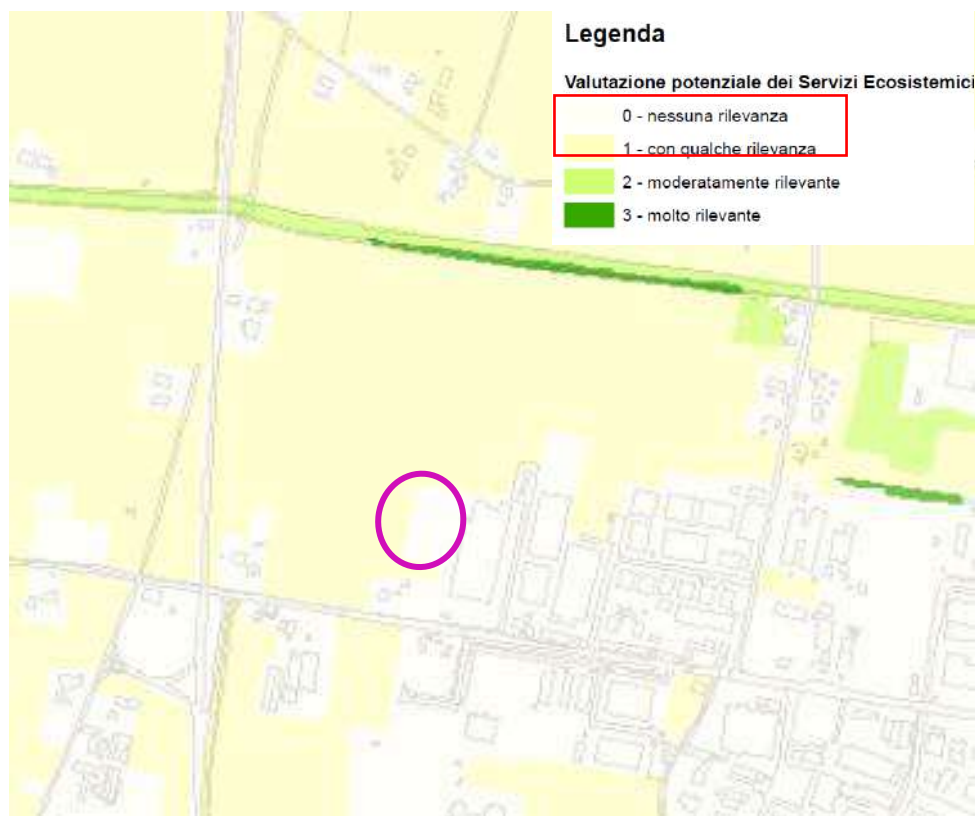 Legenda
Valutazione potenziale dei Servizi Ecosistemici
0 - nessuna rilevanza
1 - con qualche rilevanza
2 - moderatamente rilevante
3 - molto rilevante